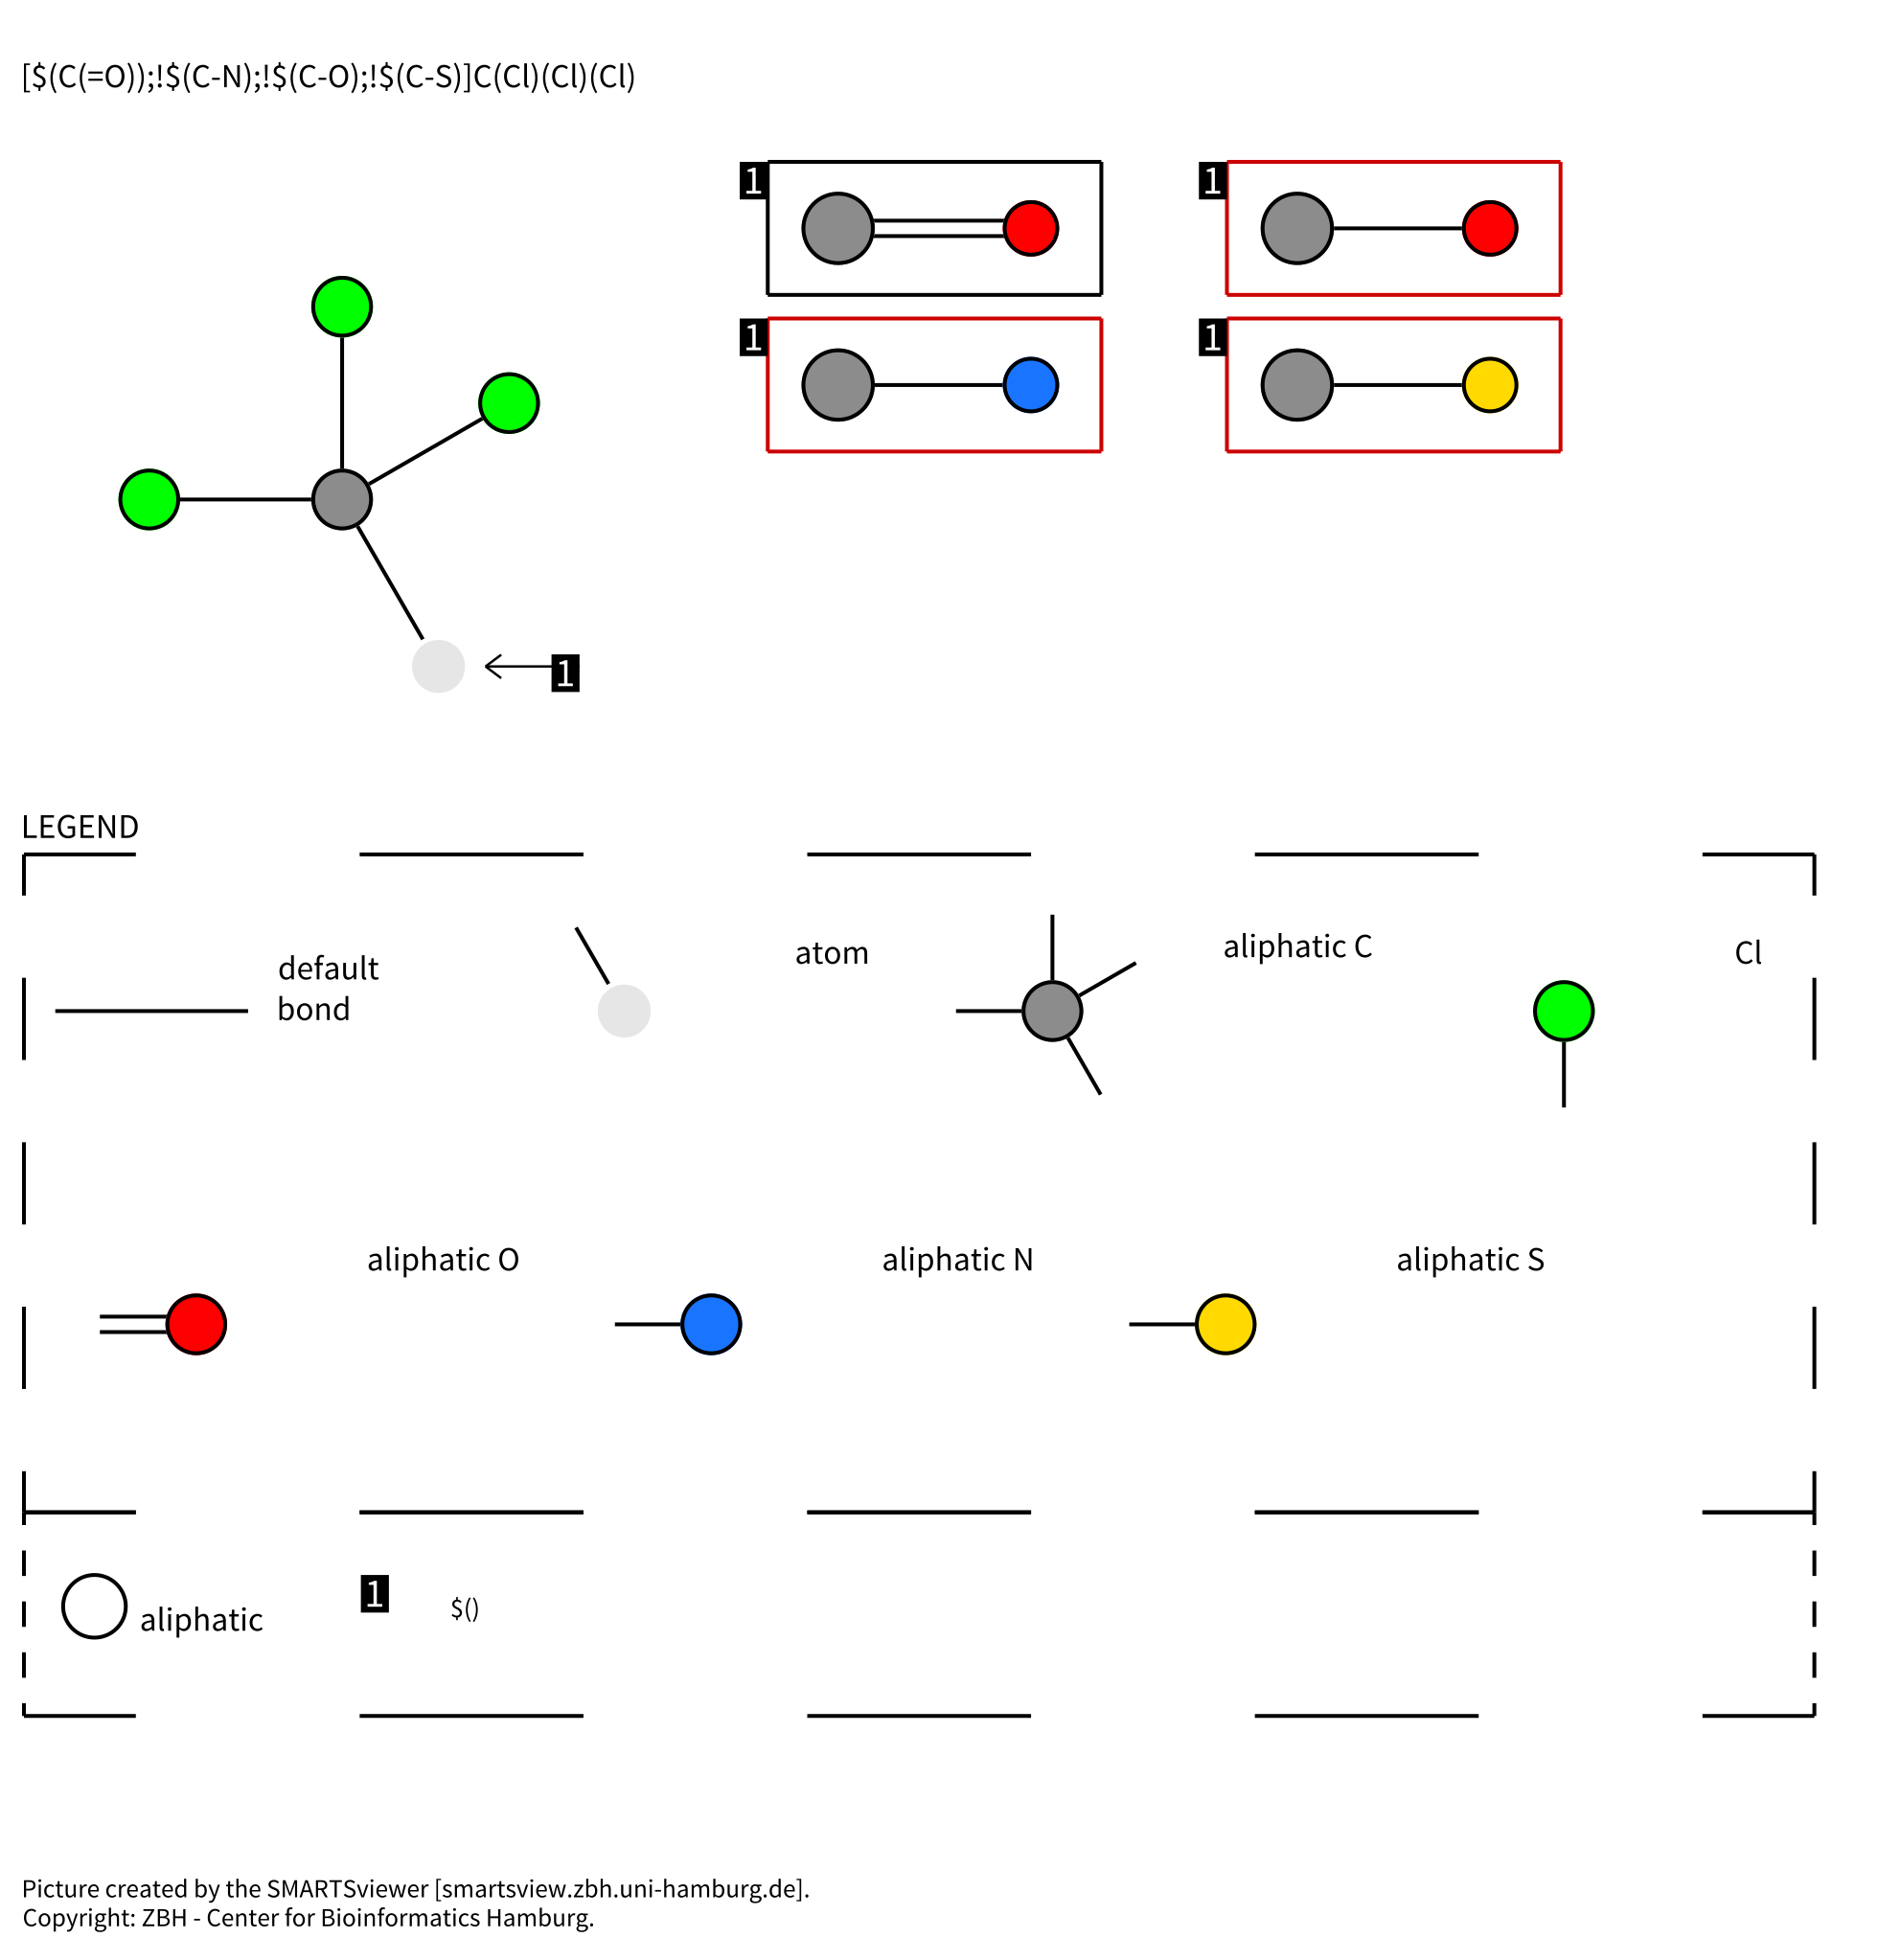 [$(C(=O));!$(C-N);!$(C-O);!$(C-S)]C(Cl)(Cl)(Cl)
1
1
1
1
1
LEGEND
default
bond
atom
aliphatic C
Cl
aliphatic O
aliphatic N
aliphatic S
aliphatic
1
$()
Picture created by the SMARTSviewer [smartsview.zbh.uni-hamburg.de].
Copyright: ZBH - Center for Bioinformatics Hamburg.